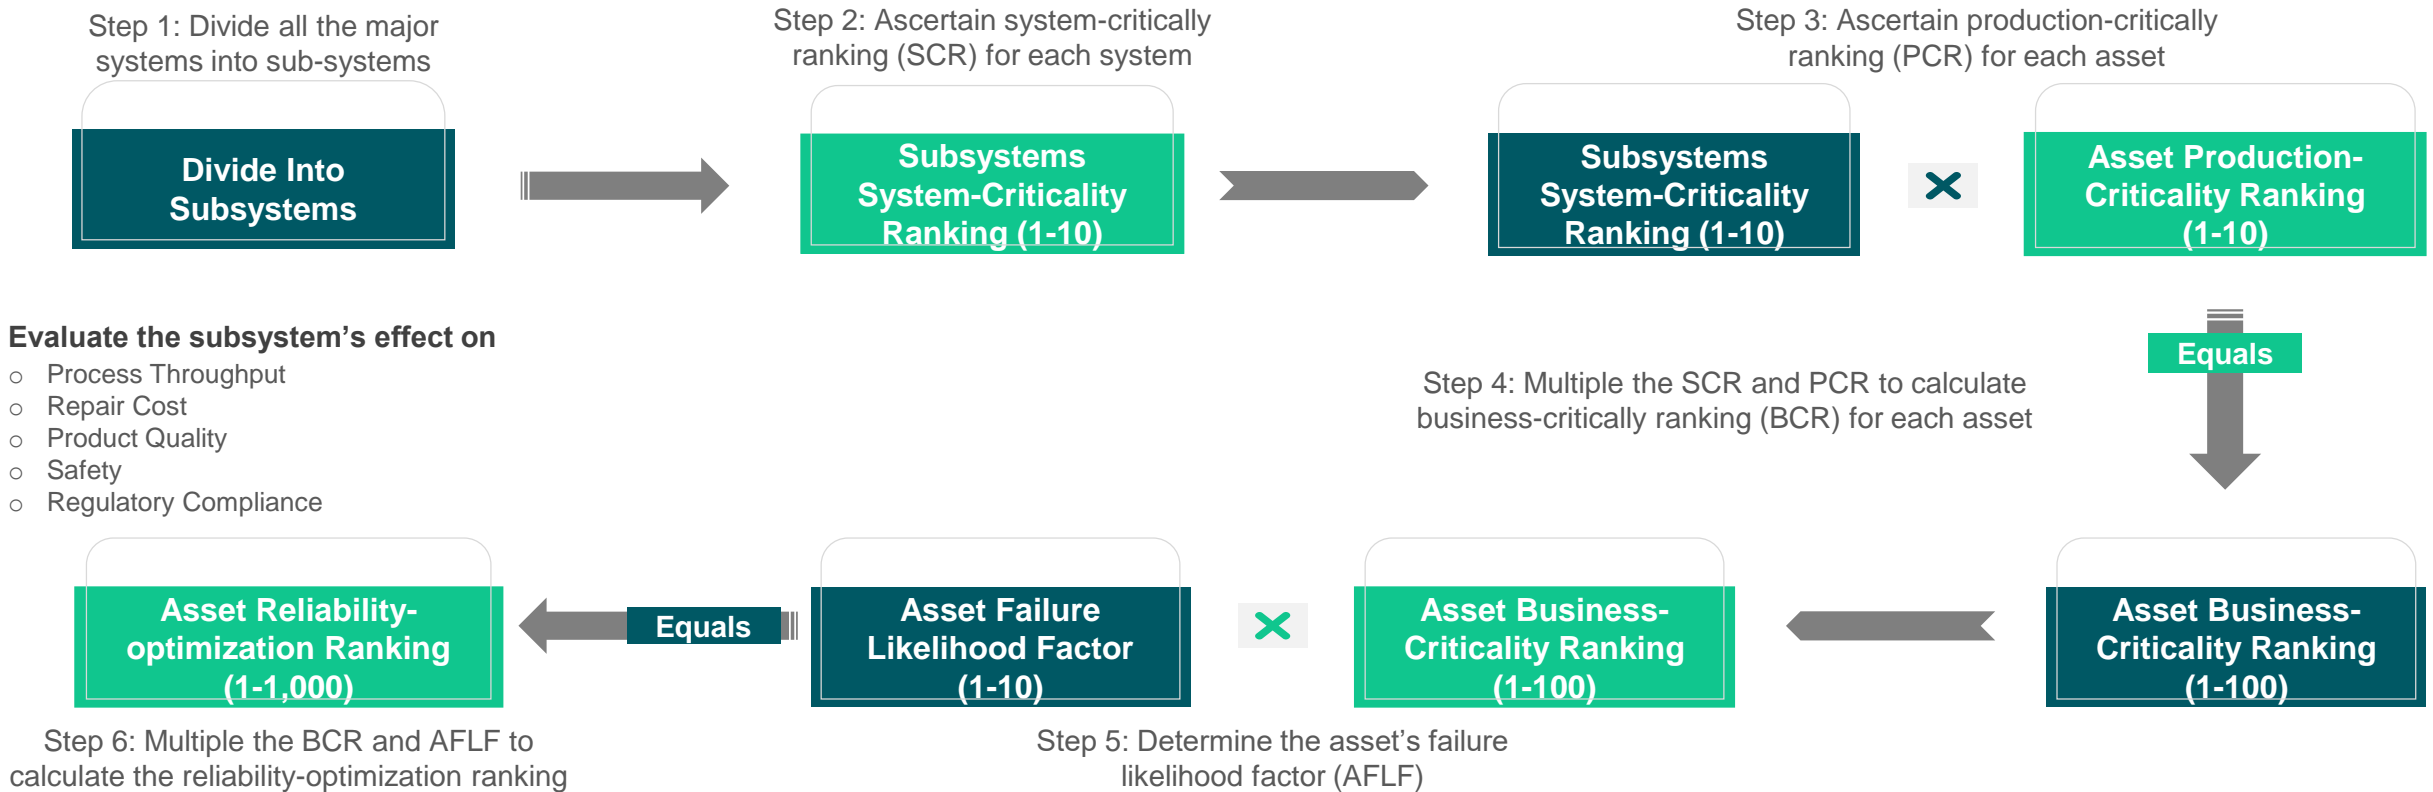 Step 1: Divide all the major
systems into sub-systems
Divide Into
Subsystems
Step 2: Ascertain system-critically
ranking (SCR) for each system
Subsystems
System-Criticality
Ranking (1-10)
Step 3: Ascertain production-critically
ranking (PCR) for each asset
Subsystems
System-Criticality
Ranking (1-10)
Asset Production-
Criticality Ranking
(1-10)
Evaluate the subsystem’s effect on
Process Throughput
Repair Cost
Product Quality
Safety
Regulatory Compliance
Equals
Step 4: Multiple the SCR and PCR to calculate
business-critically ranking (BCR) for each asset
Asset Business-
Criticality Ranking
(1-100)
Asset Business-
Criticality Ranking
(1-100)
Asset Failure
Likelihood Factor
(1-10)
Step 5: Determine the asset’s failure
likelihood factor (AFLF)
Equals
Asset Reliability-
optimization Ranking
(1-1,000)
Step 6: Multiple the BCR and AFLF to
calculate the reliability-optimization ranking